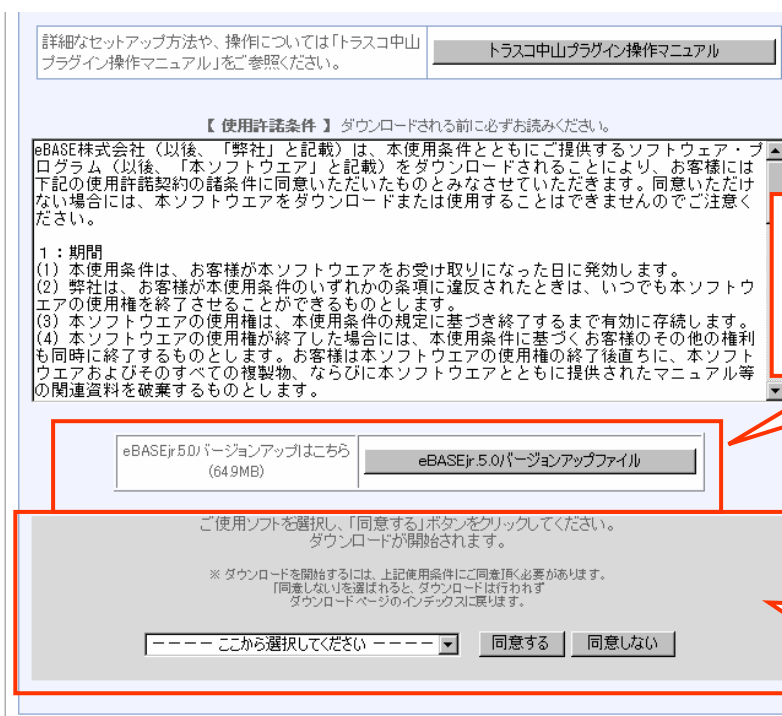 詳細なセットアップ方法や、操作については「トラスコ中山
プラグイン操作マニュアル」をご参照ください。
トラスコ中山プラグイン操作マニュアル
【 使用許諾条件 】 ダウンロードされる前に必ずお読みください。
eBASE株式会社（以後、「弊社」と記載）は、本使用条件とともにご提供するソフトウェア・プ
ログラム（以後、「本ソフトウエア」と記載）をダウンロードされることにより、お客様には
下記の使用許諾契約の諸条件に同意いただいたものとみなさせていただきます。同意いただけ
ない場合には、本ソフトウエアをダウンロードまたは使用することはできませんのでご注意く
ださい。
１：期間
(1) 本使用条件は、お客様が本ソフトウエアをお受け取りになった日に発効します。
(2) 弊社は、お客様が本使用条件のいずれかの条項に違反されたときは、いつでも本ソフトウ
エアの使用権を終了させることができるものとします。
(3) 本ソフトウエアの使用権は、本使用条件の規定に基づき終了するまで有効に存続します。
(4) 本ソフトウエアの使用権が終了した場合には、本使用条件に基づくお客様のその他の権利
も同時に終了するものとします。お客様は本ソフトウエアの使用権の終了後直ちに、本ソフト
ウエアおよびそのすべての複製物、ならびに本ソフトウエアとともに提供されたマニュアル等
の関連資料を破棄するものとします。
eBASEjr.5.0バージョンアップはこちら
(64.9MB)
eBASEjr.5.0バージョンアップファイル
ご使用ソフトを選択し、「同意する」ボタンをクリックしてください。
ダウンロードが開始されます。
※ ダウンロードを開始するには、上記使用条件にご同意頂く必要があります。
「同意しない」を選ばれると、ダウンロードは行われず
ダウンロードページのインデックスに戻ります。
－－－－ ここから選択してください －－－－
同意する
同意しない